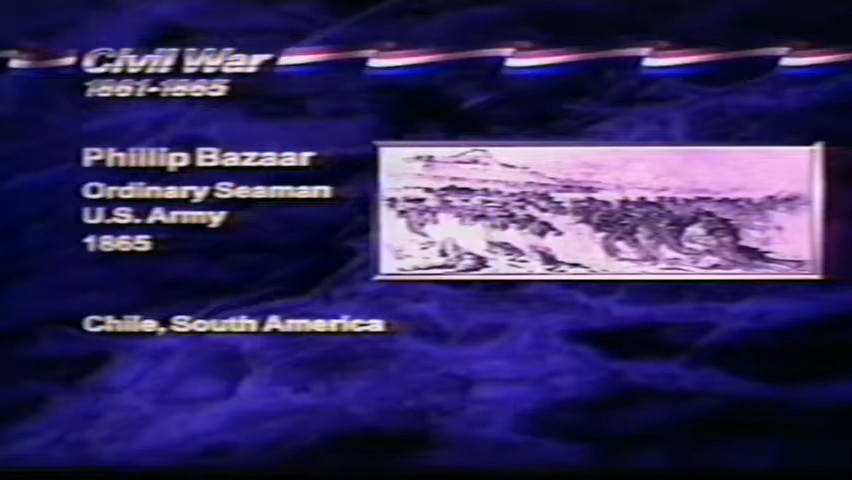 Civil War
1861-1865
Phillip Bazaar
Ordinary Seaman
U.S. Army
1865
Chile, South America